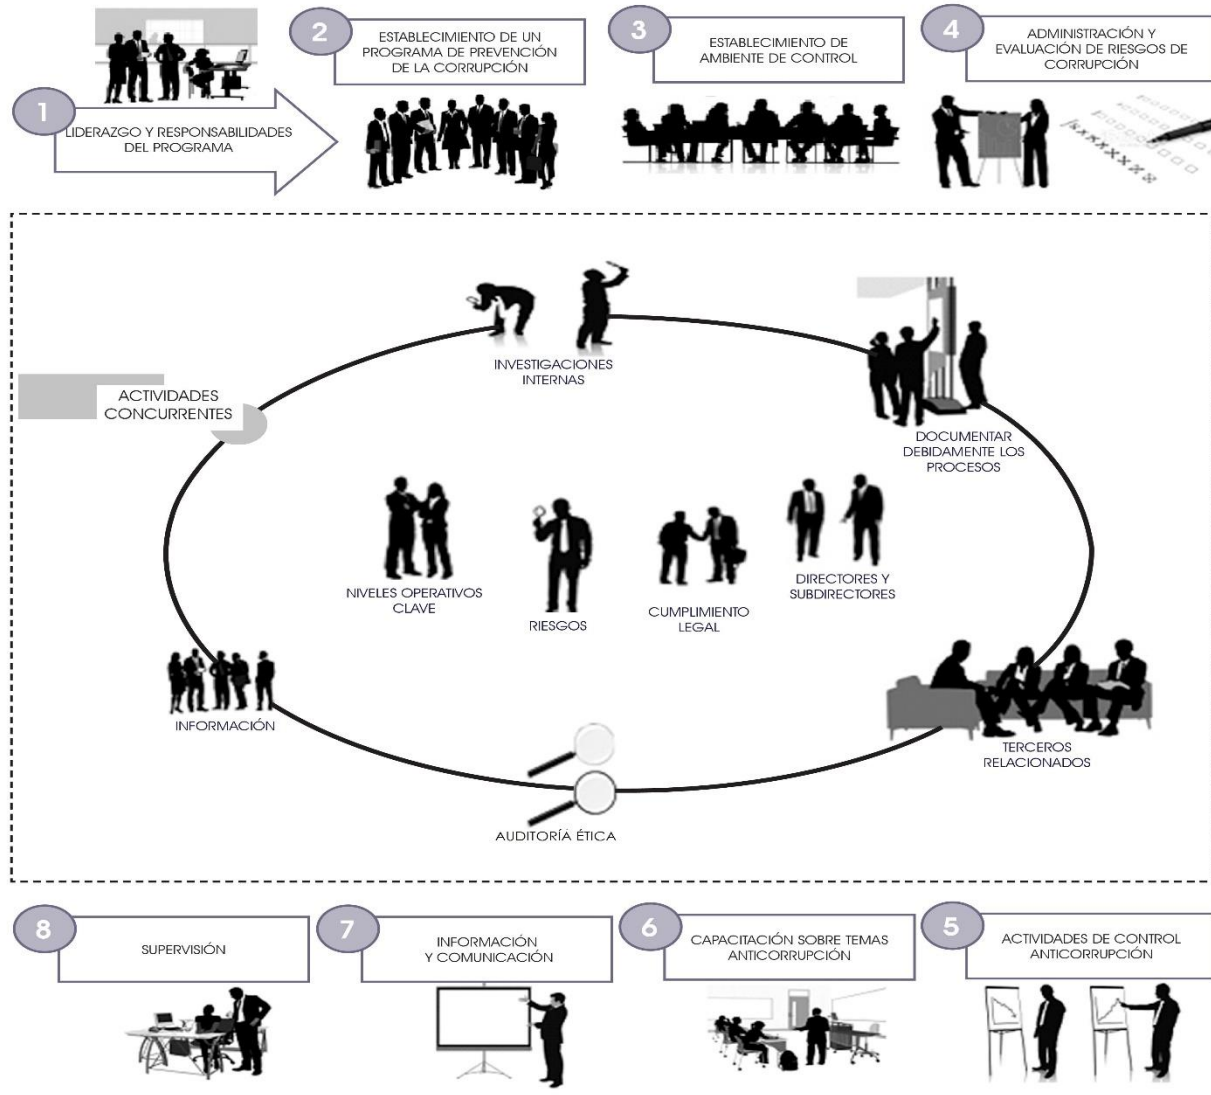 1
LIDERAZGO Y RESPONSABILIDADES
DEL PROGRAMA
2
ESTABLECIMIENTO DE UN
PROGRAMA DE PREVENCIÓN
DE LA CORRUPCIÓN
3
ESTABLECIMIENTO DE
AMBIENTE DE CONTROL
4
ADMINISTRACIÓN Y
EVALUACIÓN DE RIESGOS DE
CORRUPCIÓN
INVESTIGACIONES
INTERNAS
ACTIVIDADES
CONCURRENTES
DOCUMENTAR
DEBIDAMENTE LOS
PROCESOS
NIVELES OPERATIVOS
CLAVE
RIESGOS
CUMPLIMIENTO
LEGAL
DIRECTORES Y
SUBDIRECTORES
INFORMACIÓN
TERCEROS
RELACIONADOS
AUDITORÍA ÉTICA
8
SUPERVISIÓN
7
INFORMACIÓN
Y COMUNICACIÓN
6
CAPACITACIÓN SOBRE TEMAS
ANTICORRUPCIÓN
5
ACTIVIDADES DE CONTROL
ANTICORRUPCIÓN